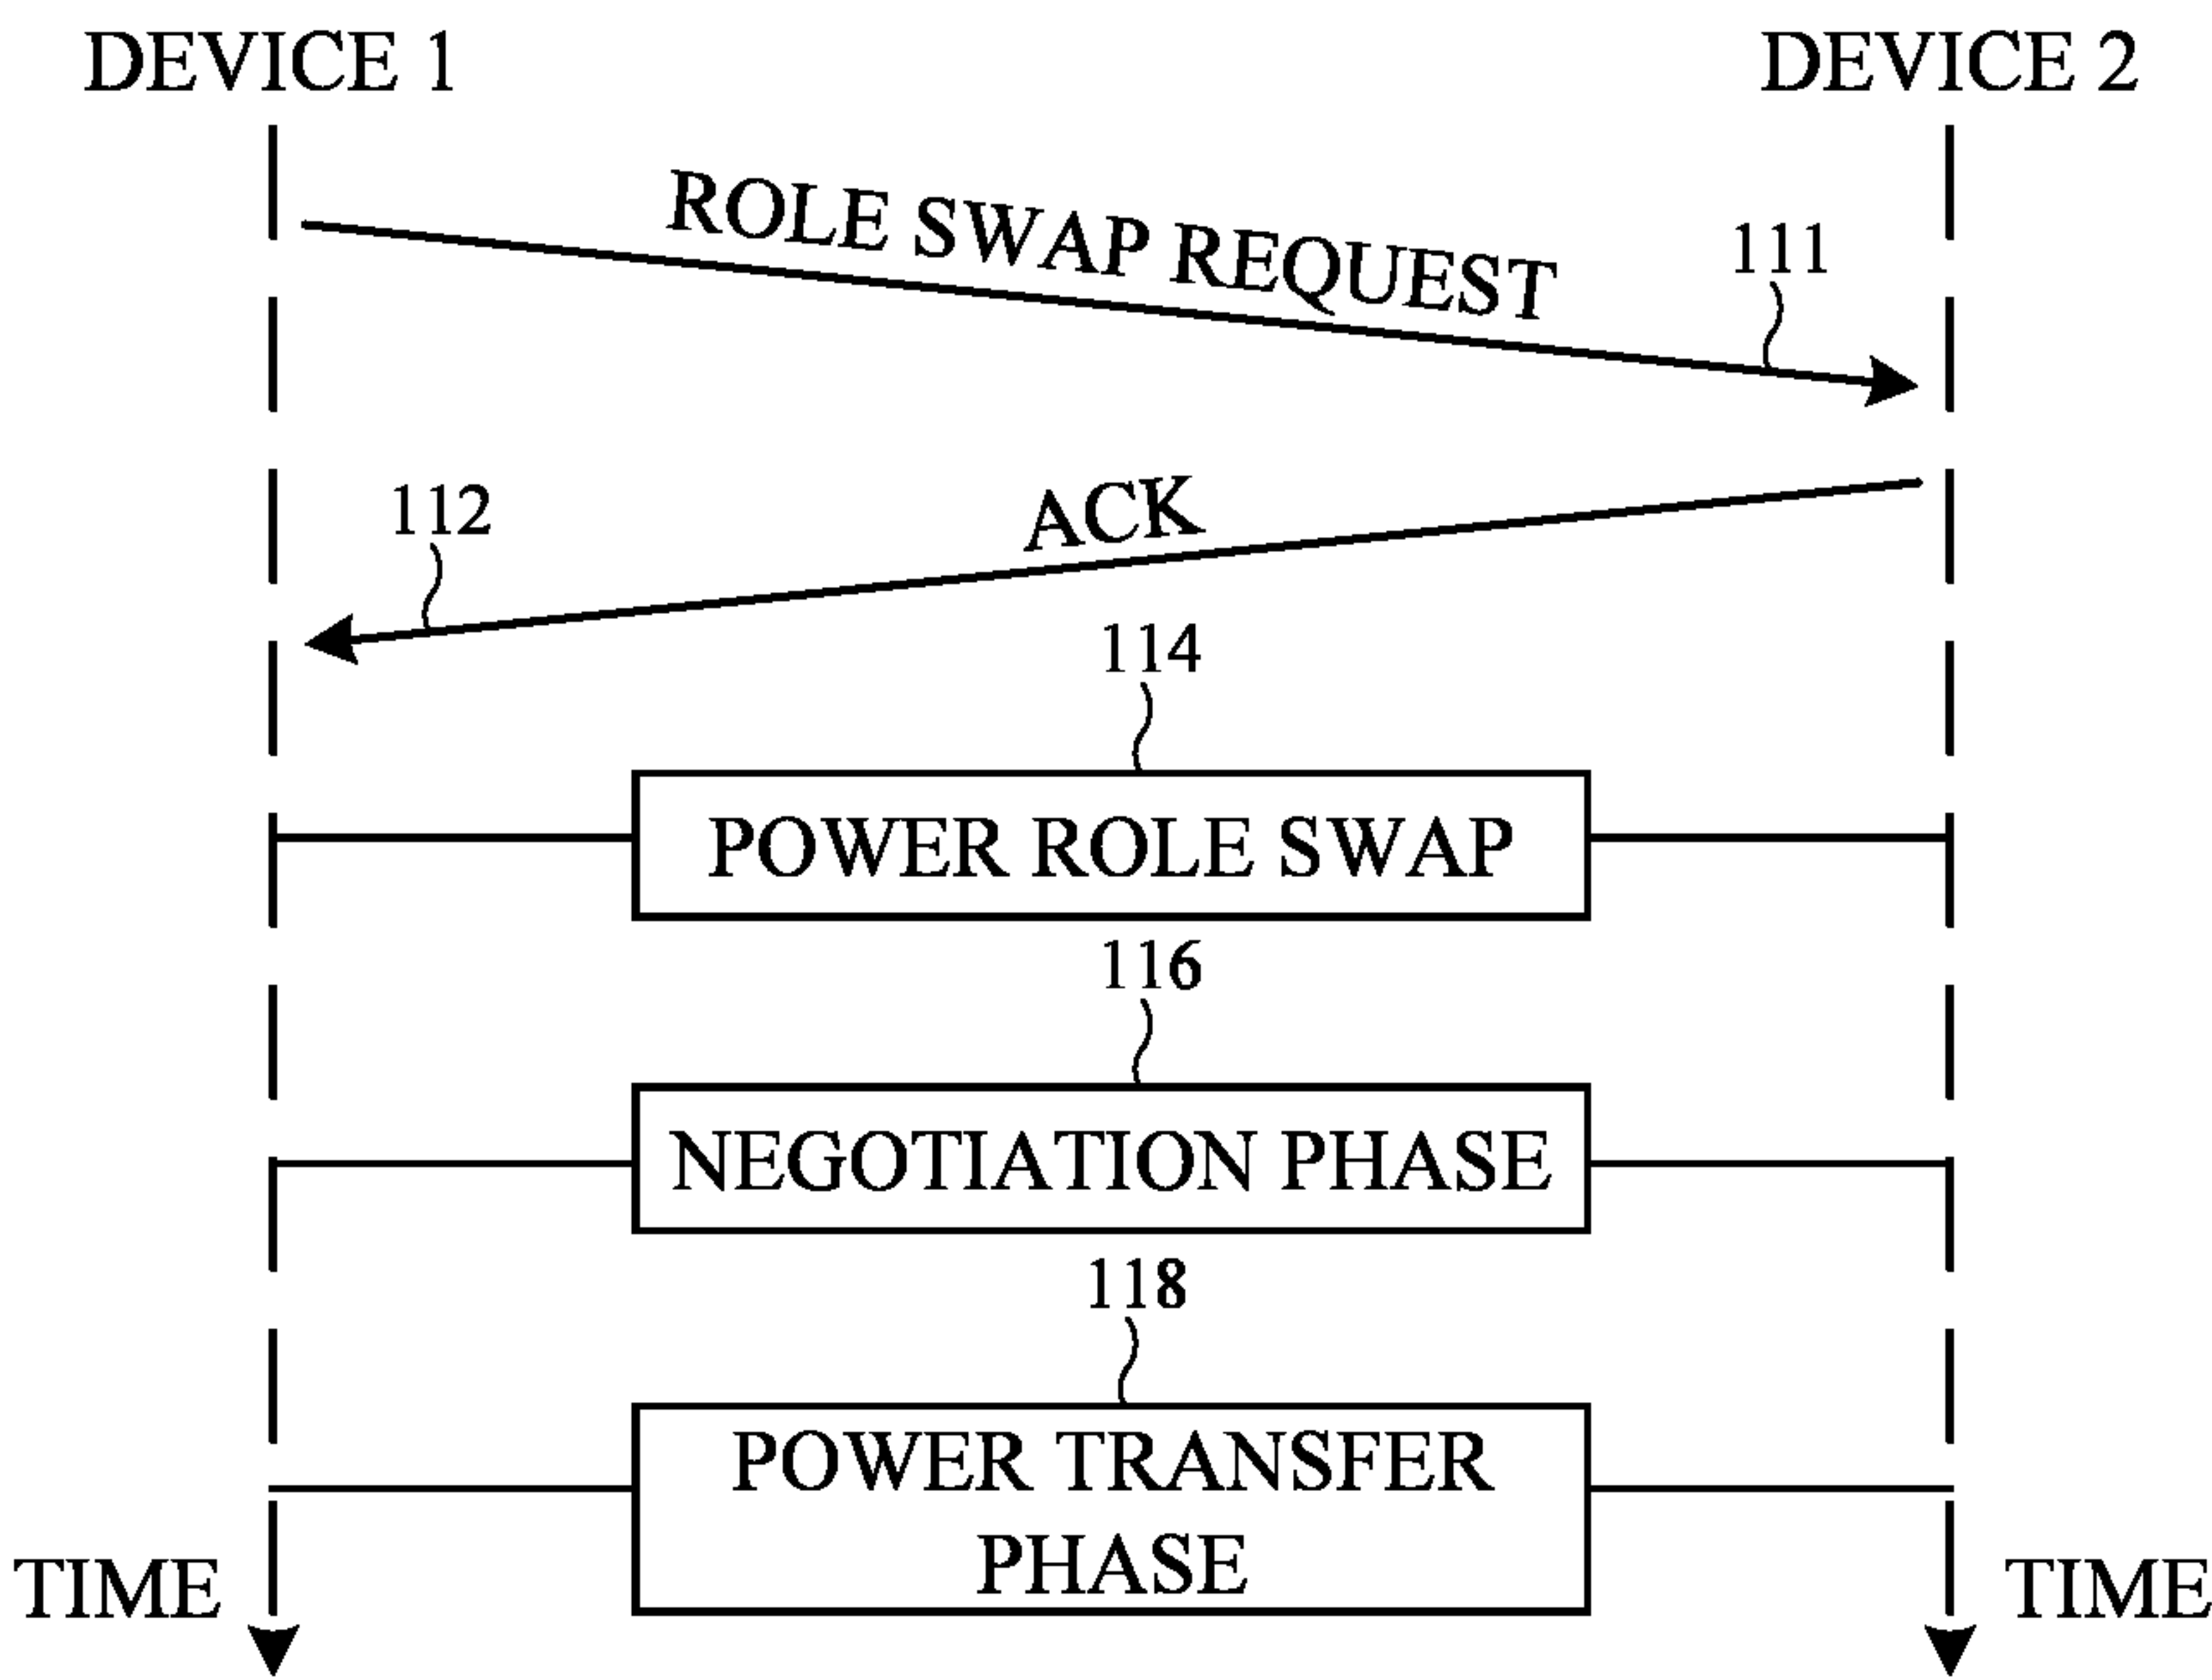 DEVICE 1
DEVICE 2
ROLE SWAP REQUEST
111
112
ACK
114
POWER ROLE SWAP
116
NEGOTIATION PHASE
118
POWER TRANSFER
PHASE
TIME
TIME